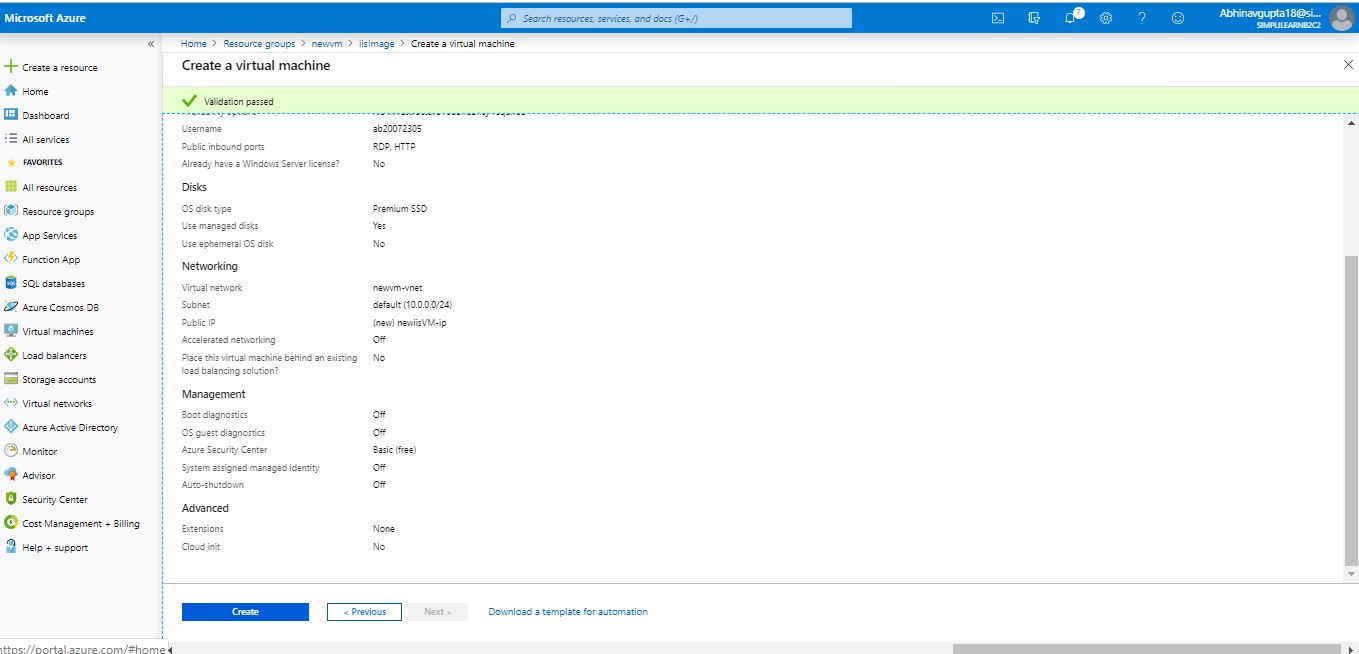 Microsoft Azure
Search resources, services, and docs (G+/)
7
Abhinavgupta18@si...
SIMPLILEARNB2C2
«
Home > Resource groups > newvm > iisImage > Create a virtual machine
Create a virtual machine
Validation passed
Create a resource
Home
Dashboard
All services
FAVORITES
All resources
Resource groups
App Services
Function App
SQL databases
Azure Cosmos DB
Virtual machines
Load balancers
Storage accounts
Virtual networks
Azure Active Directory
Monitor
Advisor
Security Center
Cost Management + Billing
Help + support
Username ab20072305
Public inbound ports RDP, HTTP
Already have a Windows Server license? No
Disks
OS disk type Premium SSD
Use managed disks Yes
Use ephemeral OS disk No
Networking
Virtual network newvm-vnet
Subnet default (10.0.0.0/24)
Public IP (new) newiisVM-ip
Accelerated networking Off
Place this virtual machine behind an existing No
load balancing solution?
Management
Boot diagnostics Off
OS guest diagnostics Off
Azure Security Center Basic (free)
System assigned managed identity Off
Auto-shutdown Off
Advanced
Extensions None
Cloud init No
Create
< Previous
Next >
Download a template for automation
https://portal.azure.com/#home